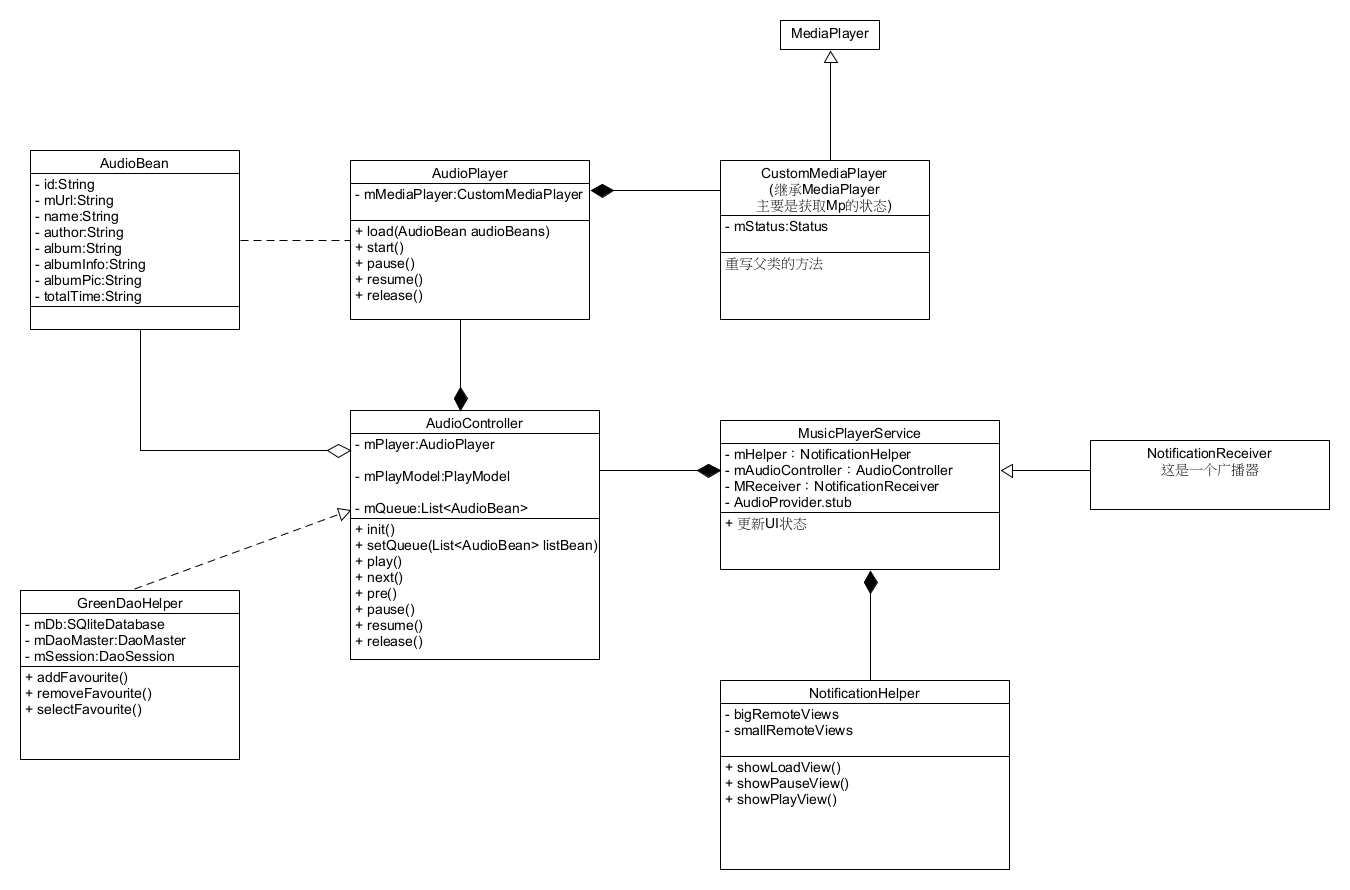 MediaPlayer
AudioBean
- id:String
- mUrl:String
- name:String
- author:String
- album:String
- albumInfo:String
- albumPic:String
- totalTime:String
AudioPlayer
- mMediaPlayer:CustomMediaPlayer
+ load(AudioBean audioBeans)
+ start()
+ pause()
+ resume()
+ release()
CustomMediaPlayer
(继承MediaPlayer
主要是获取Mp的状态)
- mStatus:Status
重写父类的方法
AudioController
- mPlayer:AudioPlayer
- mPlayModel:PlayModel
- mQueue:List<AudioBean>
+ init()
+ setQueue(List<AudioBean> listBean)
+ play()
+ next()
+ pre()
+ pause()
+ resume()
+ release()
MusicPlayerService
- mHelper：NotificationHelper
- mAudioController：AudioController
- MReceiver：NotificationReceiver
- AudioProvider.stub
+ 更新UI状态
NotificationReceiver
这是一个广播器
GreenDaoHelper
- mDb:SQliteDatabase
- mDaoMaster:DaoMaster
- mSession:DaoSession
+ addFavourite()
+ removeFavourite()
+ selectFavourite()
NotificationHelper
- bigRemoteViews
- smallRemoteViews
+ showLoadView()
+ showPauseView()
+ showPlayView()